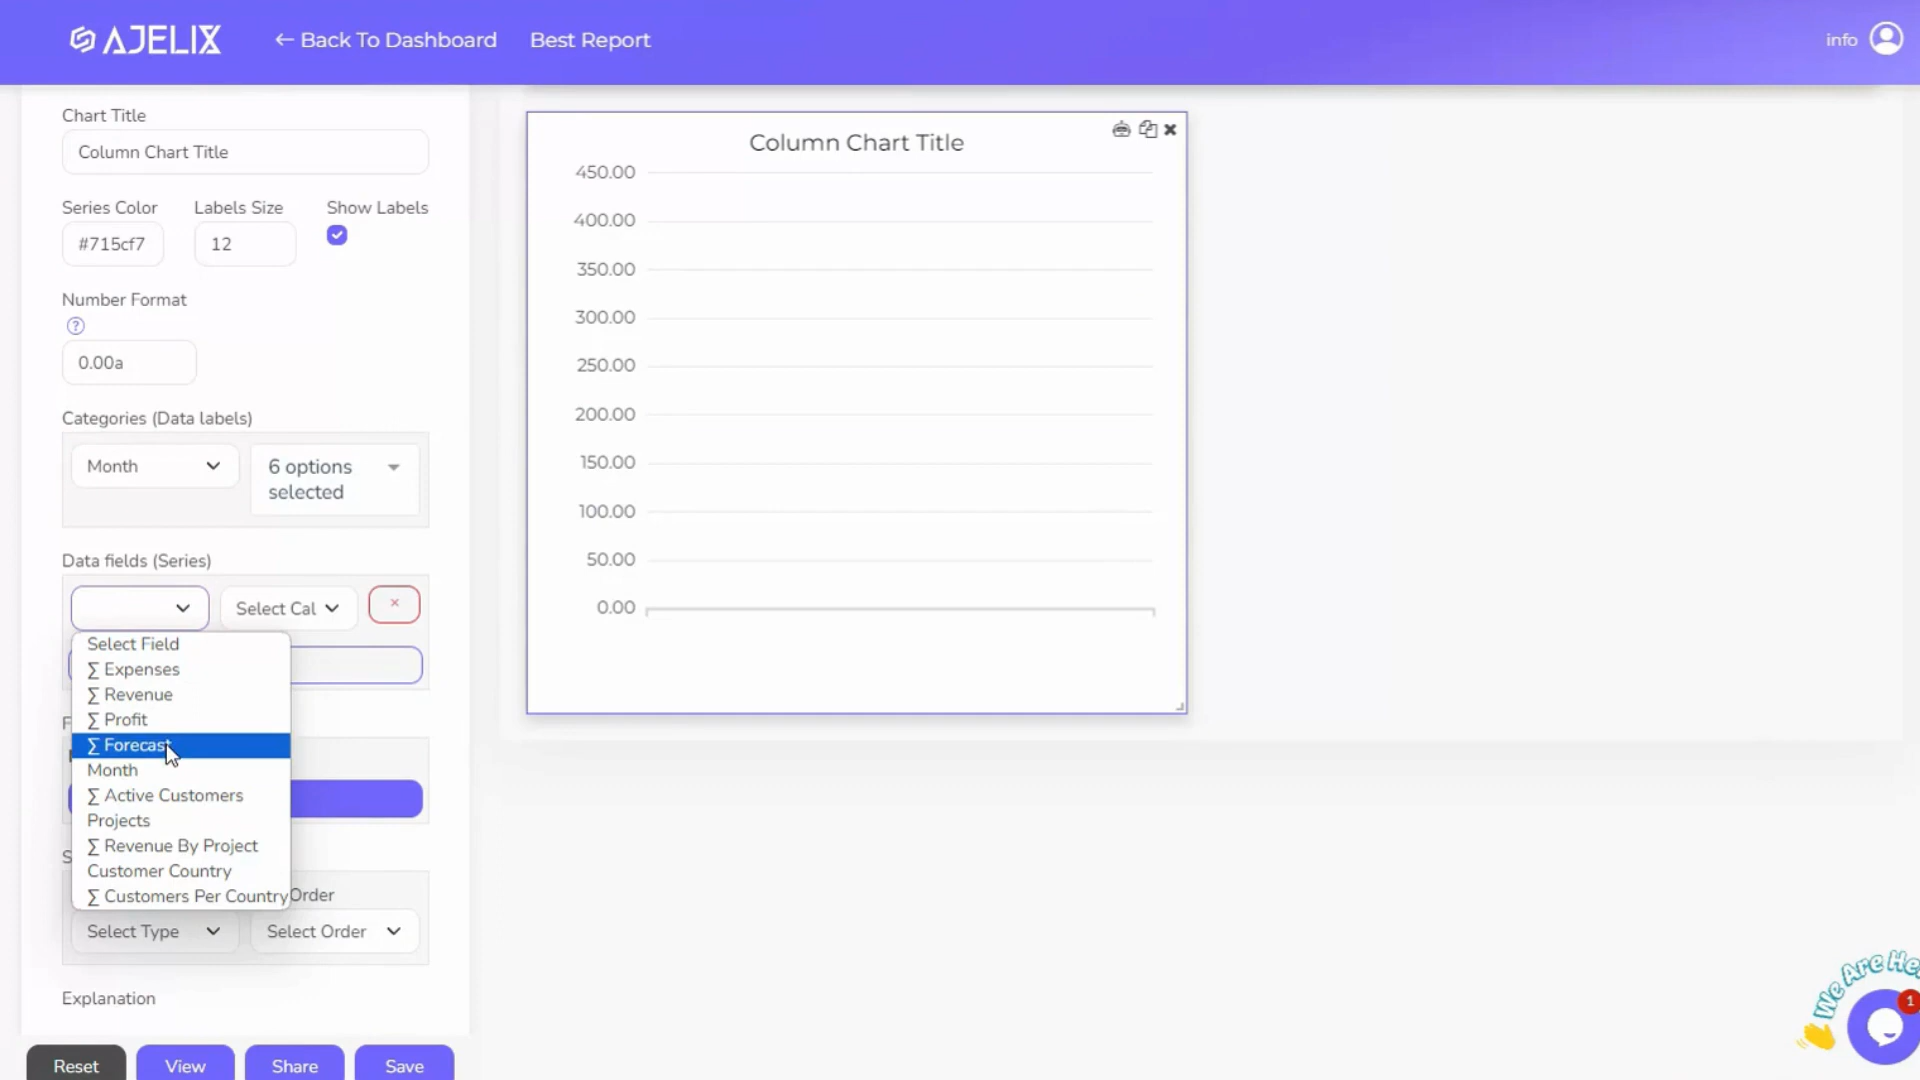 AJELIX
← Back To Dashboard
Best Report
info
Chart Title
Column Chart Title
Series Color
Labels Size
Show Labels
#715cf7
12
Number Format
?
0.00a
Categories (Data labels)
Month
6 options
selected
Data fields (Series)
Select Cal
×
Select Field
∑ Expenses
∑ Revenue
∑ Profit
∑ Forecast
Month
∑ Active Customers
Projects
∑ Revenue By Project
Customer Country
∑ Customers Per Country
Order
Select Type
Select Order
Explanation
Reset
View
Share
Save
Column Chart Title
450.00
400.00
350.00
300.00
250.00
200.00
150.00
100.00
50.00
0.00
We Are
1